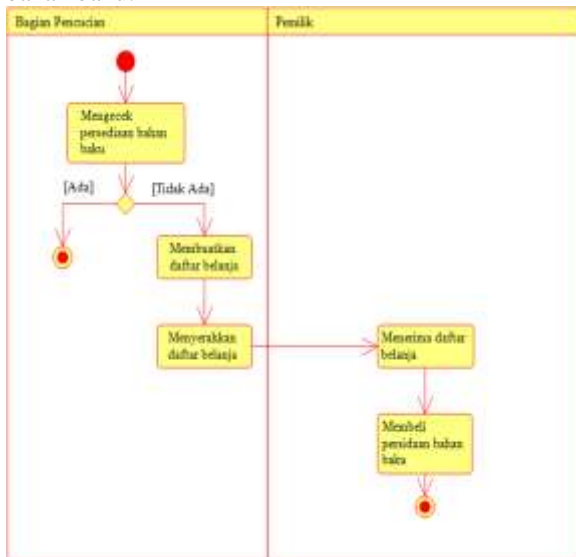 Bagian Pencucian
Pemilik
Mengecek
persediaan bahan
baku
[Ada]
[Tidak Ada]
Membuatkan
daftar belanja
Menyerahkan
daftar belanja
Menerima daftar
belanja
Membeli
persidaan bahan
baku